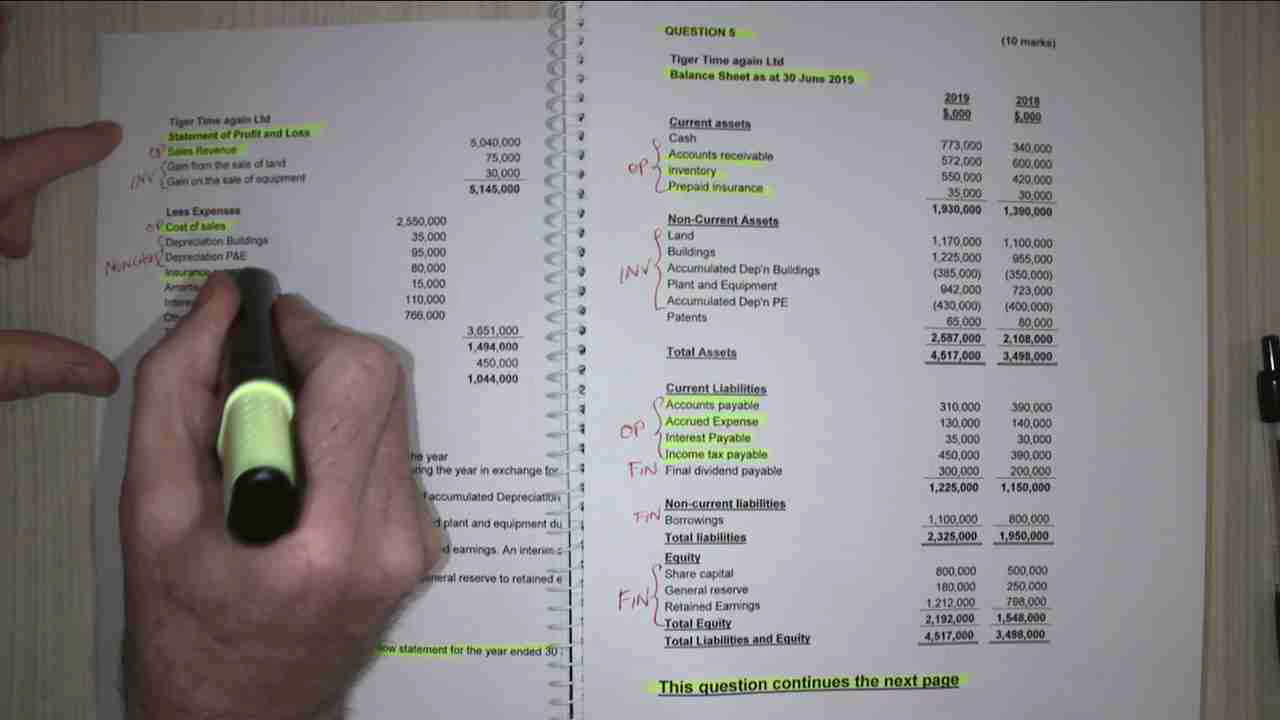 Tiger Time again Ltd
Statement of Profit and Loss
OP Sales Revenue 5,040,000
INV Gain from the sale of land 75,000
Gain on the sale of equipment 30,000
5,145,000
Less Expenses
OP Cost of sales 2,550,000
Depreciation Buildings 35,000
Depreciation P&E 95,000
Insurance 80,000
15,000
110,000
766,000
3,651,000
1,494,000
450,000
1,044,000
he year
ing the year in exchange for
accumulated Depreciation
d plant and equipment du
d earnings. An interim
general reserve to retained e
ow statement for the year ended 30
QUESTION 5 (10 marks)
Tiger Time again Ltd
Balance Sheet as at 30 June 2019
2019 2018
$,000 $,000
Current assets
Cash 773,000 340,000
OP Accounts receivable 572,000 600,000
Inventory 550,000 420,000
Prepaid insurance 35,000 30,000
1,930,000 1,390,000
Non-Current Assets
Land 1,170,000 1,100,000
Buildings 1,225,000 955,000
INV Accumulated Dep'n Buildings (385,000) (350,000)
Plant and Equipment 942,000 723,000
Accumulated Dep'n PE (430,000) (400,000)
Patents 65,000 80,000
2,587,000 2,108,000
Total Assets 4,517,000 3,498,000
Current Liabilities
Accounts payable 310,000 390,000
OP Accrued Expense 130,000 140,000
Interest Payable 35,000 30,000
Income tax payable 450,000 390,000
FIN Final dividend payable 300,000 200,000
1,225,000 1,150,000
Non-current liabilities
FIN Borrowings 1,100,000 800,000
Total liabilities 2,325,000 1,950,000
Equity
Share capital 800,000 500,000
FIN General reserve 180,000 250,000
Retained Earnings 1,212,000 798,000
Total Equity 2,192,000 1,548,000
Total Liabilities and Equity 4,517,000 3,498,000
This question continues the next page